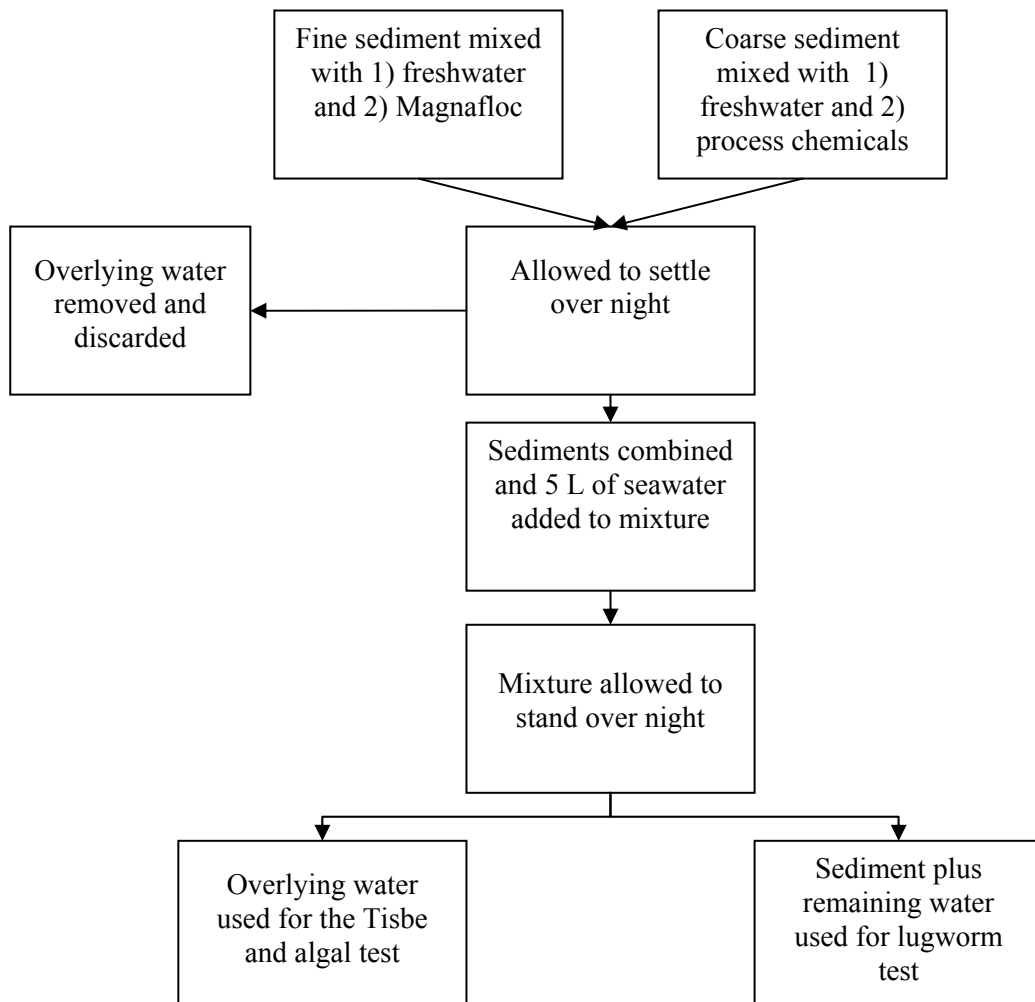 Fine sediment mixed
with 1) freshwater
and 2) Magnafloc
Coarse sediment
mixed with 1)
freshwater and 2)
process chemicals
Overlying water
removed and
discarded
Allowed to settle
over night
Sediments combined
and 5 L of seawater
added to mixture
Mixture allowed to
stand over night
Overlying water
used for the Tisbe
and algal test
Sediment plus
remaining water
used for lugworm
test